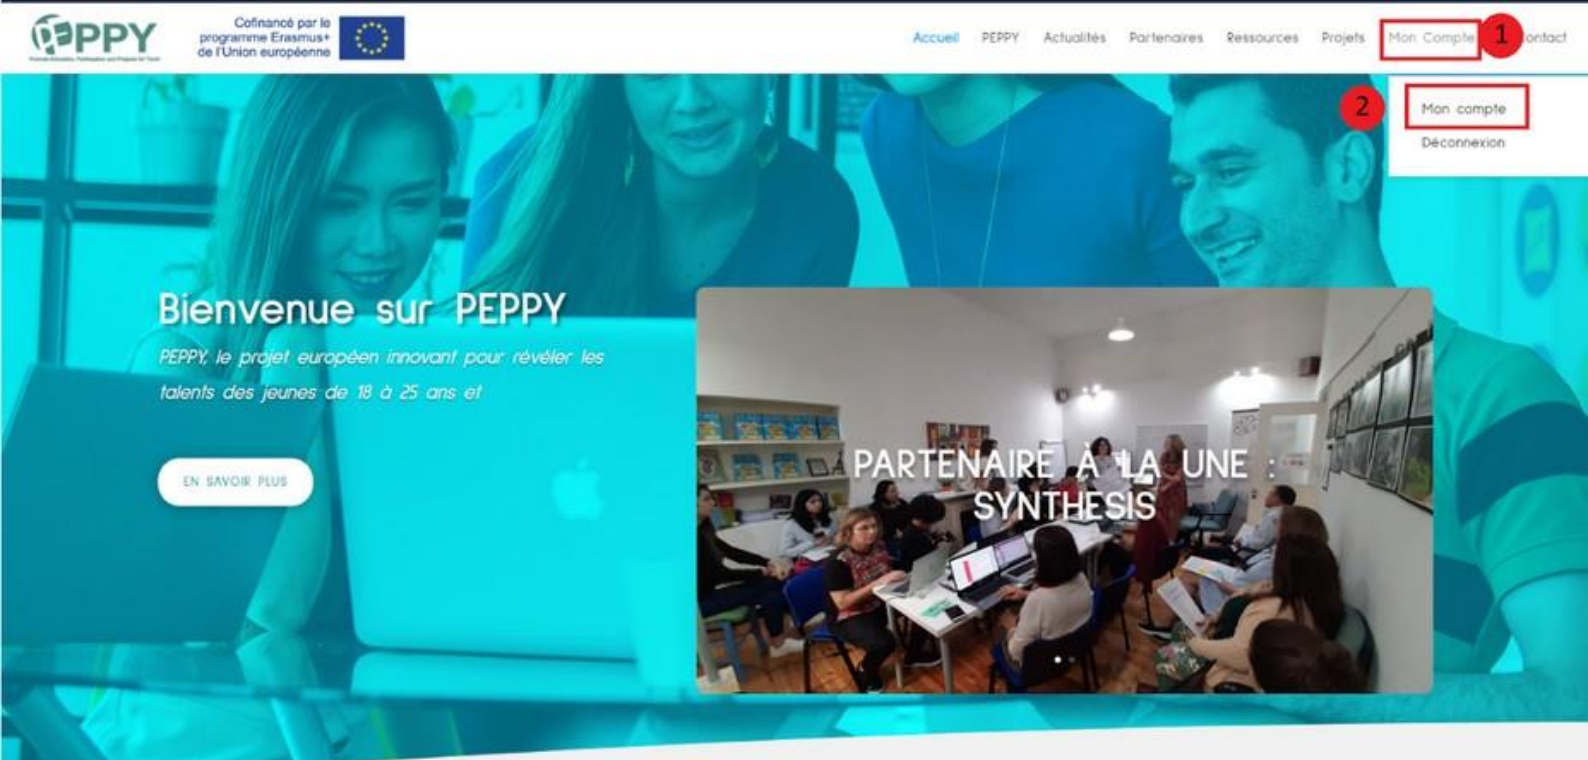 PEPPY
Cofinancé par le
programme Erasmus+
de l'Union européenne
Accueil PEPPY Actualités Partenaires Ressources Projets Mon Compte 1 ontact
2 Mon compte
Déconnexion
Bienvenue sur PEPPY
PEPPY, le projet européen innovant pour révéler les
talents des jeunes de 18 à 25 ans et
EN SAVOIR PLUS
PARTENAIRE À LA UNE :
SYNTHESIS